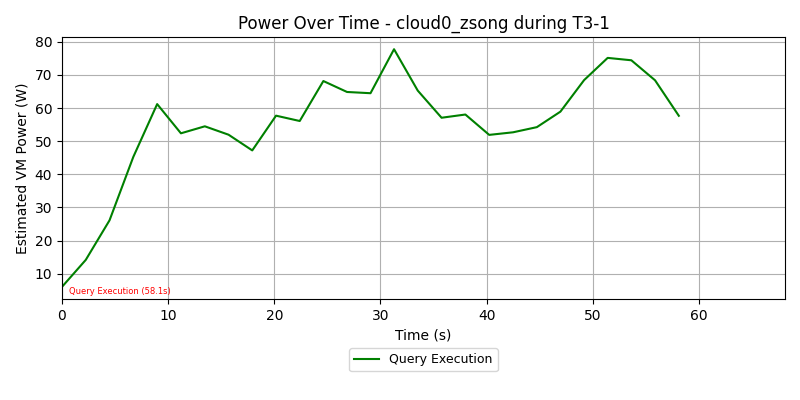 Power Over Time - cloud0_zsong during T3-1
Estimated VM Power (W)
80
70
60
50
40
30
20
10
Query Execution (58.1s)
0 10 20 30 40 50 60
Time (s)
Query Execution